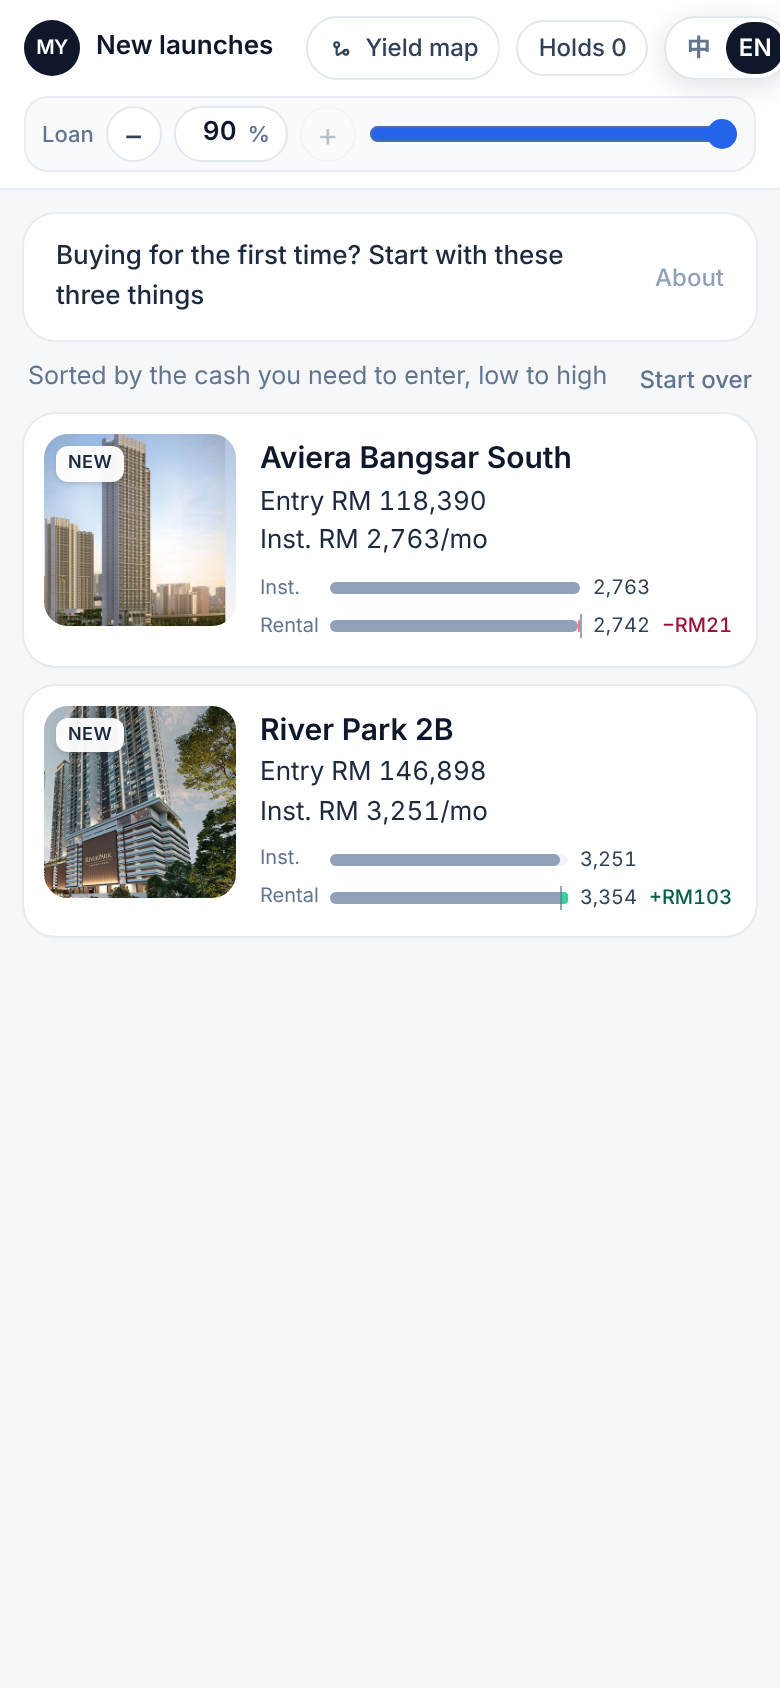 MY New launches Yield map Holds 0 中 EN
Loan − 90 % +
Buying for the first time? Start with these
three things
About
Sorted by the cash you need to enter, low to high Start over
NEW
Aviera Bangsar South
Entry RM 118,390
Inst. RM 2,763/mo
Inst. 2,763
Rental 2,742 −RM21
NEW
River Park 2B
Entry RM 146,898
Inst. RM 3,251/mo
RIVERPARK
Inst. 3,251
Rental 3,354 +RM103